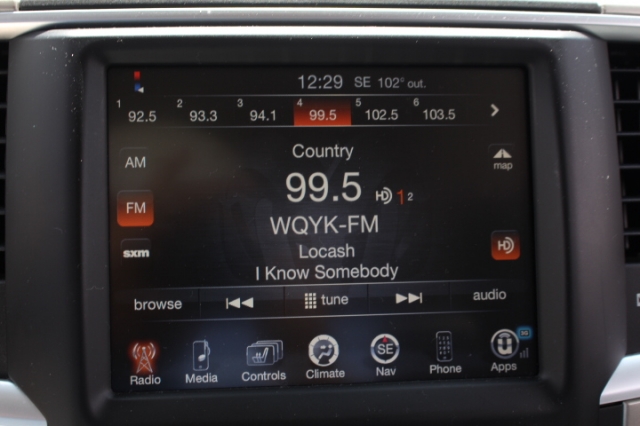 12:29 SE 102° out.
1 92.5 2 93.3 3 94.1 4 99.5 5 102.5 6 103.5
Country
AM
map
99.5 HD 1 2
FM
WQYK-FM
HD
sxm
Locash
I Know Somebody
browse tune audio
SE
Radio Media Controls Climate Nav Phone Apps